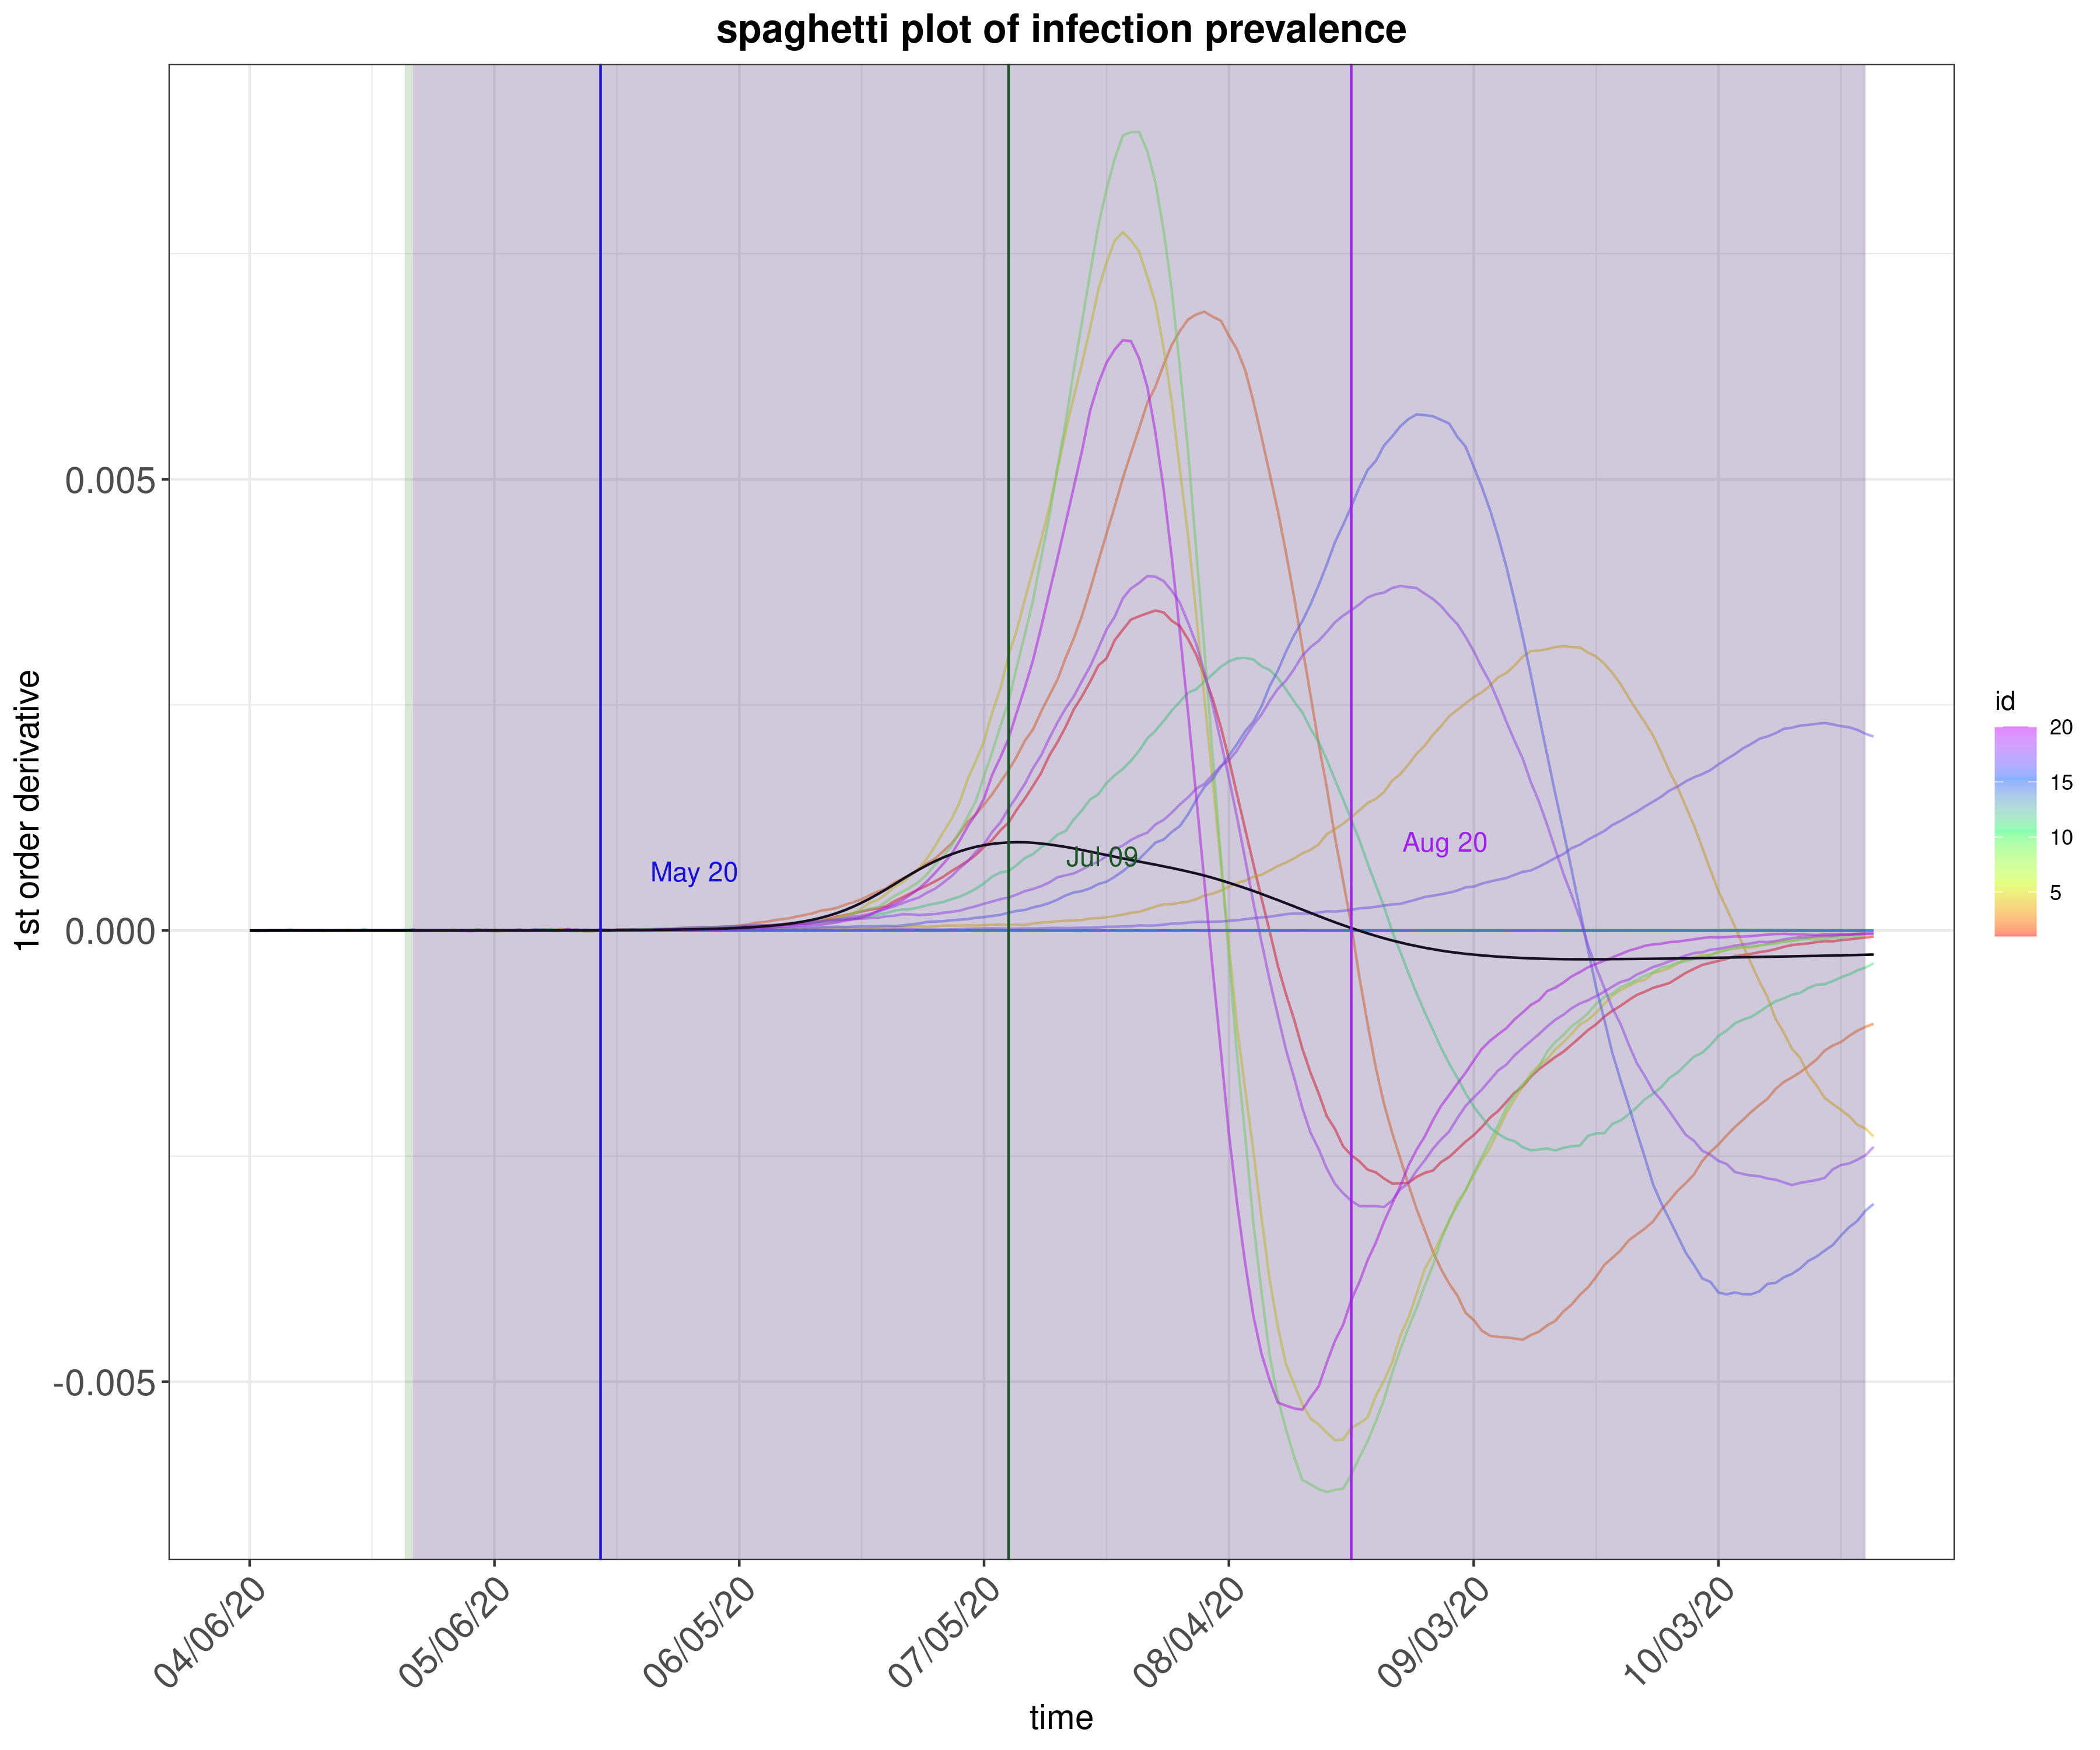 spaghetti plot of infection prevalence
1st order derivative
0.005
0.000
-0.005
May 20
Jul 09
Aug 20
04/06/20
05/06/20
06/05/20
07/05/20
08/04/20
09/03/20
10/03/20
time
id
20
15
10
5